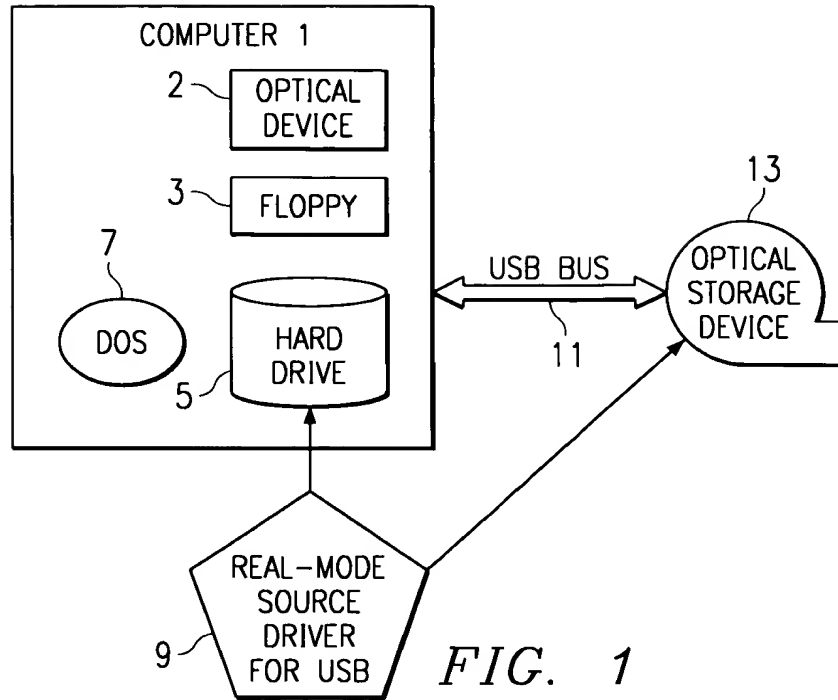 COMPUTER 1
2
OPTICAL
DEVICE
3
FLOPPY
7
DOS
5
HARD
DRIVE
USB BUS
11
13
OPTICAL
STORAGE
DEVICE
9
REAL-MODE
SOURCE
DRIVER
FOR USB
FIG. 1